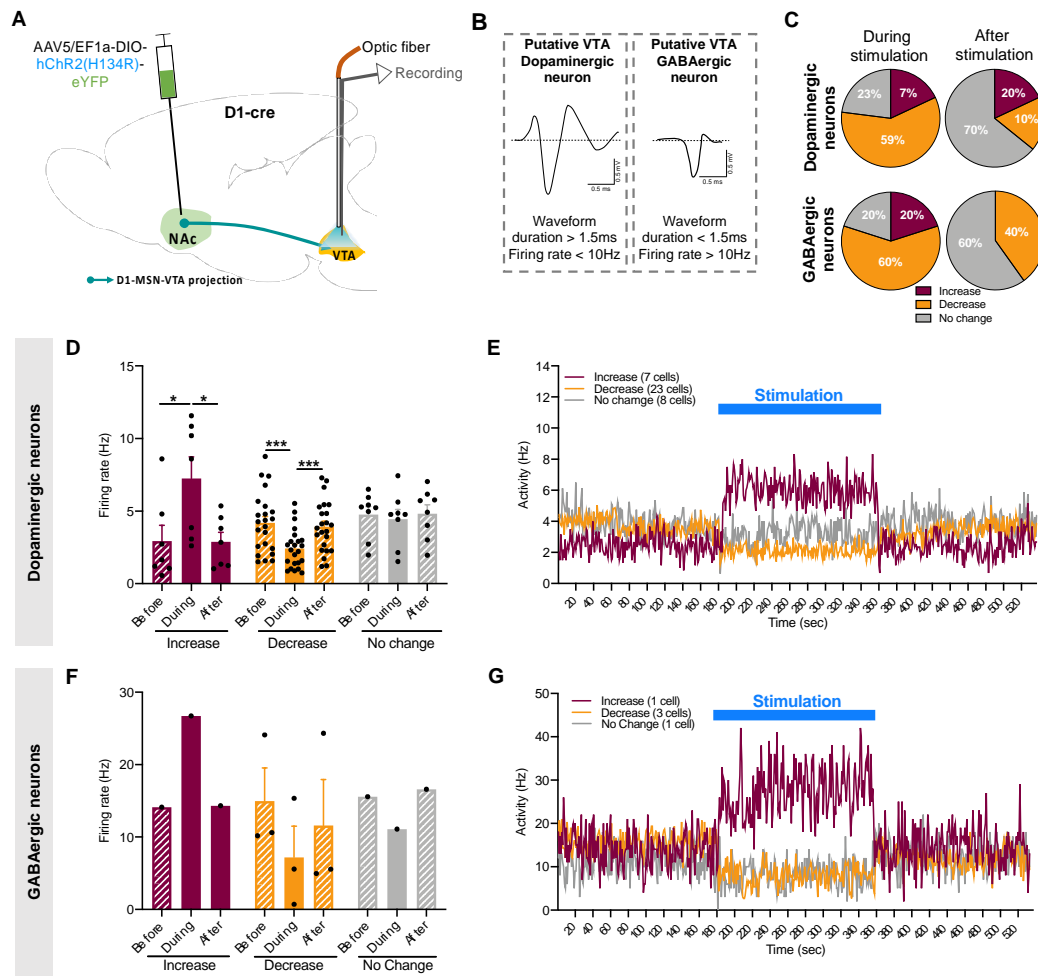 A
AAV5/EF1a-DIO-
hChR2(H134R)-
eYFP
D1-cre
Optic fiber
Recording
NAc
VTA
D1-MSN-VTA projection
B
Putative VTA
Dopaminergic
neuron
0.5 mV
0.5 ms
Waveform
duration > 1.5ms
Firing rate < 10Hz
Putative VTA
GABAergic
neuron
0.5 mV
0.5 ms
Waveform
duration < 1.5ms
Firing rate > 10Hz
C
During
stimulation
After
stimulation
Dopaminergic
neurons
23%
7%
59%
20%
10%
70%
GABAergic
neurons
20%
20%
60%
60%
40%
Increase
Decrease
No change
Dopaminergic neurons
D
Firing rate (Hz)
15
10
5
0
*
*
***
***
Before
During
After
Before
During
After
Before
During
After
Increase
Decrease
No change
E
Activity (Hz)
14
12
10
8
6
4
2
0
Increase (7 cells)
Decrease (23 cells)
No chamge (8 cells)
Stimulation
20 40 60 80 100 120 140 160 180 200 220 240 260 280 300 320 340 360 380 400 420 440 460 480 500 520
Time (sec)
GABAergic neurons
F
Firing rate (Hz)
30
20
10
0
Before
During
After
Before
During
After
Before
During
After
Increase
Decrease
No Change
G
Activity (Hz)
50
40
30
20
10
0
Increase (1 cell)
Decrease (3 cells)
No Change (1 cell)
Stimulation
20 40 60 80 100 120 140 160 180 200 220 240 260 280 300 320 340 360 380 400 420 440 460 480 500 520
Time (sec)